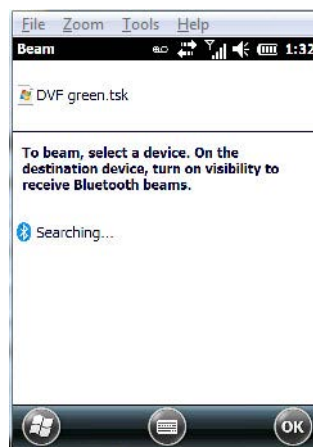 File Zoom Tools Help
Beam 1:32
DVF green.tsk
To beam, select a device. On the
destination device, turn on visibility to
receive Bluetooth beams.
Searching...
OK